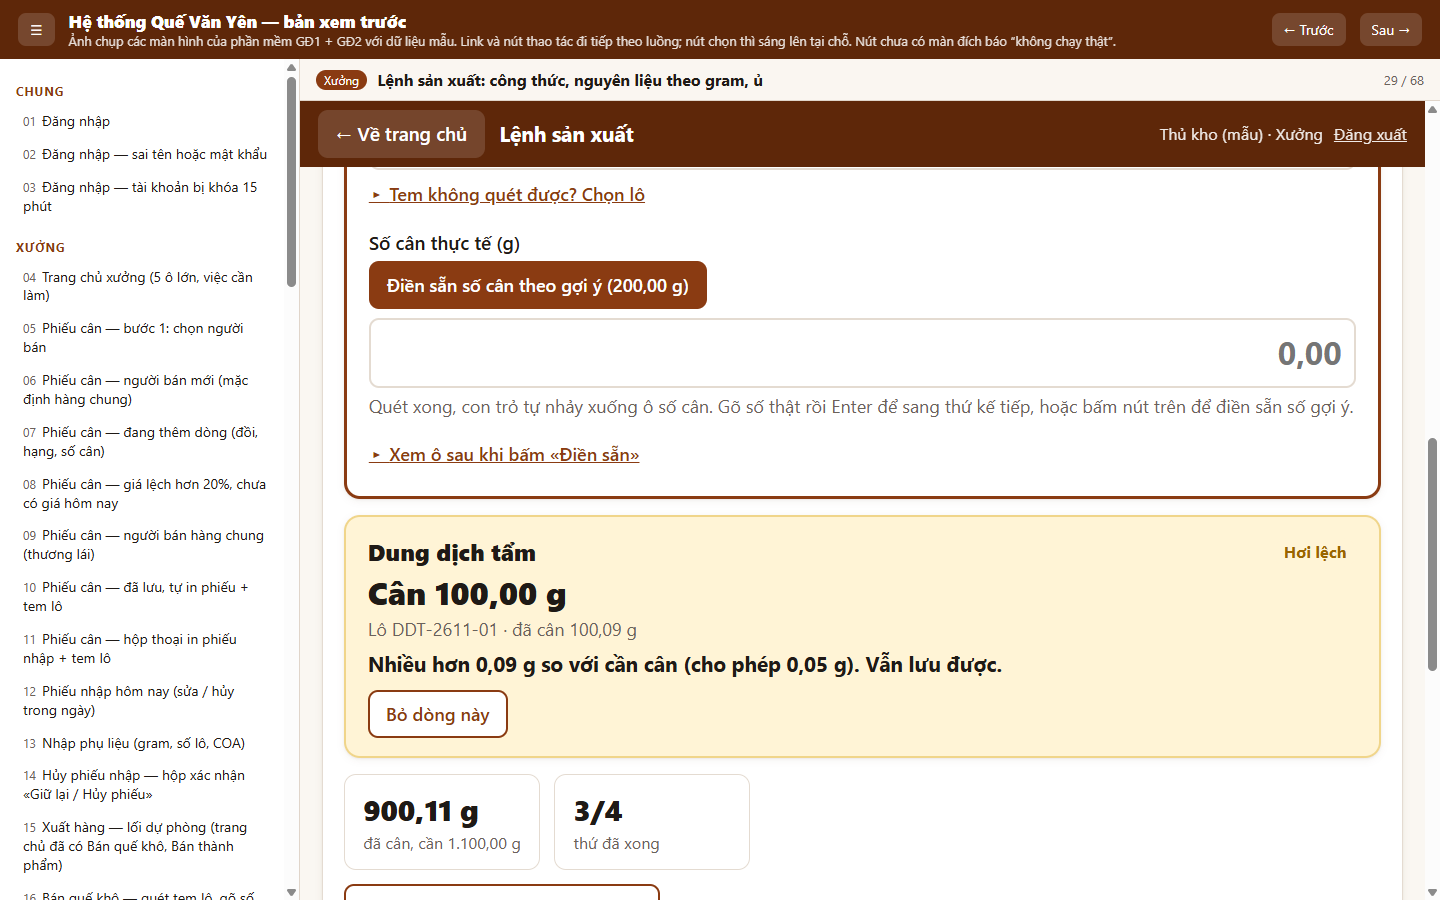 ☰
Hệ thống Quế Văn Yên — bản xem trước
Ảnh chụp các màn hình của phần mềm GĐ1 + GĐ2 với dữ liệu mẫu. Link và nút thao tác đi tiếp theo luồng; nút chọn thì sáng lên tại chỗ. Nút chưa có màn đích báo “không chạy thật”.
← Trước
Sau →
CHUNG
01 Đăng nhập
02 Đăng nhập — sai tên hoặc mật khẩu
03 Đăng nhập — tài khoản bị khóa 15
phút
XƯỞNG
04 Trang chủ xưởng (5 ô lớn, việc cần
làm)
05 Phiếu cân — bước 1: chọn người
bán
06 Phiếu cân — người bán mới (mặc
định hàng chung)
07 Phiếu cân — đang thêm dòng (đồi,
hạng, số cân)
08 Phiếu cân — giá lệch hơn 20%, chưa
có giá hôm nay
09 Phiếu cân — người bán hàng chung
(thương lái)
10 Phiếu cân — đã lưu, tự in phiếu +
tem lô
11 Phiếu cân — hộp thoại in phiếu
nhập + tem lô
12 Phiếu nhập hôm nay (sửa / hủy
trong ngày)
13 Nhập phụ liệu (gram, số lô, COA)
14 Hủy phiếu nhập — hộp xác nhận
«Giữ lại / Hủy phiếu»
15 Xuất hàng — lối dự phòng (trang
chủ đã có Bán quế khô, Bán thành
phẩm)
16 Bán quế khô — quét tem lô, gõ số
Xưởng
Lệnh sản xuất: công thức, nguyên liệu theo gram, ủ
29 / 68
← Về trang chủ
Lệnh sản xuất
Thủ kho (mẫu) · Xưởng
Đăng xuất
▸ Tem không quét được? Chọn lô
Số cân thực tế (g)
Điền sẵn số cân theo gợi ý (200,00 g)
0,00
Quét xong, con trỏ tự nhảy xuống ô số cân. Gõ số thật rồi Enter để sang thứ kế tiếp, hoặc bấm nút trên để điền sẵn số gợi ý.
▸ Xem ô sau khi bấm «Điền sẵn»
Dung dịch tẩm
Hơi lệch
Cân 100,00 g
Lô DDT-2611-01 · đã cân 100,09 g
Nhiều hơn 0,09 g so với cần cân (cho phép 0,05 g). Vẫn lưu được.
Bỏ dòng này
900,11 g
đã cân, cần 1.100,00 g
3/4
thứ đã xong